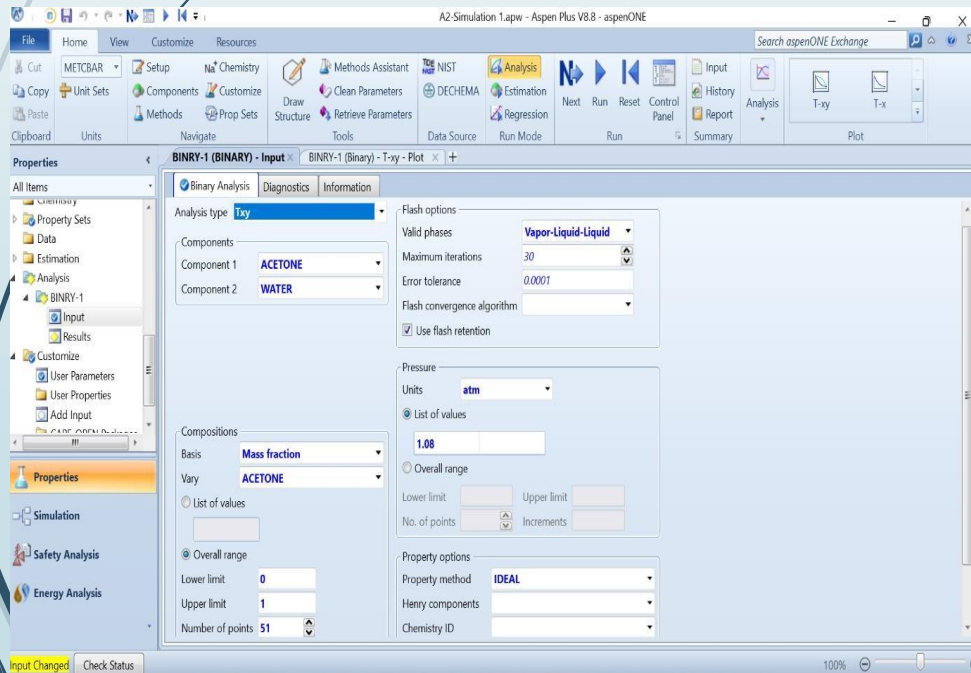 A2-Simulation 1.apw - Aspen Plus V8.8 - aspenONE
File Home View Customize Resources Search aspenONE Exchange
Cut METCBAR Setup Na+ Chemistry Methods Assistant NIST Analysis Input
Copy Unit Sets Components Customize Clean Parameters DECHEMA Estimation History
Paste Methods Prop Sets Draw Structure Retrieve Parameters Regression Next Run Reset Control Panel Report Analysis T-xy T-x
Clipboard Units Navigate Tools Data Source Run Mode Run Summary Plot
Properties
All Items
Chemistry
Property Sets
Data
Estimation
Analysis
BINRY-1
Input
Results
Customize
User Parameters
User Properties
Add Input
CAPE-OPEN Packages
Properties
Simulation
Safety Analysis
Energy Analysis
BINRY-1 (BINARY) - Input BINRY-1 (Binary) - T-xy - Plot
Binary Analysis Diagnostics Information
Analysis type Txy
Components
Component 1 ACETONE
Component 2 WATER
Compositions
Basis Mass fraction
Vary ACETONE
List of values
Overall range
Lower limit 0
Upper limit 1
Number of points 51
Flash options
Valid phases Vapor-Liquid-Liquid
Maximum iterations 30
Error tolerance 0.0001
Flash convergence algorithm
Use flash retention
Pressure
Units atm
List of values
1.08
Overall range
Lower limit Upper limit
No. of points Increments
Property options
Property method IDEAL
Henry components
Chemistry ID
Input Changed Check Status 100%